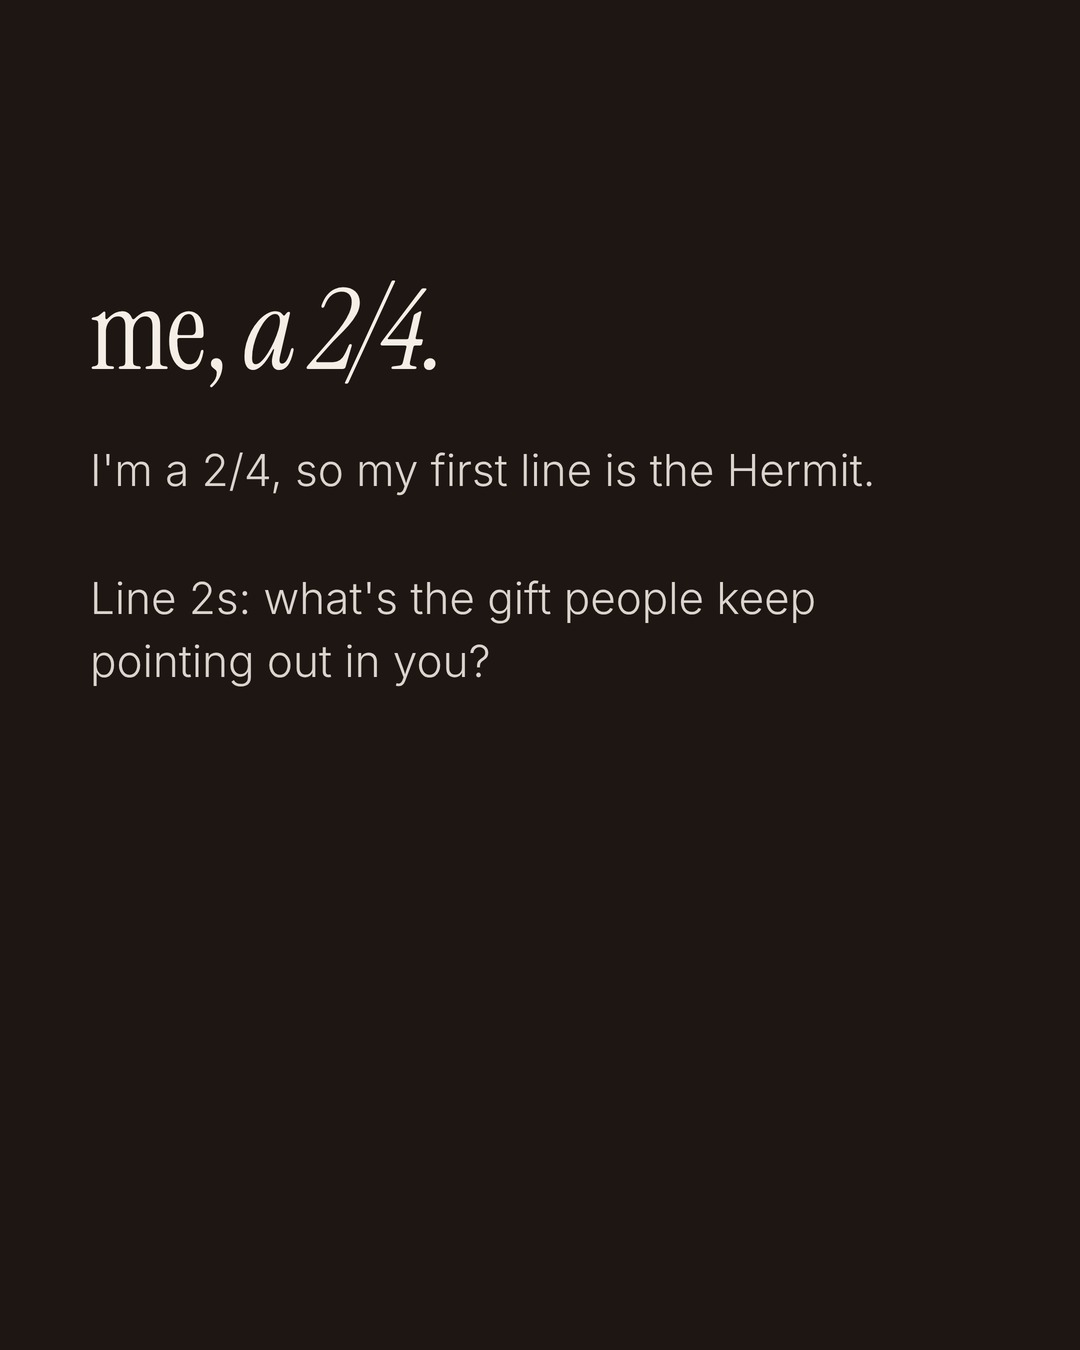 me, a 2/4.
I'm a 2/4, so my first line is the Hermit.
Line 2s: what's the gift people keep
pointing out in you?